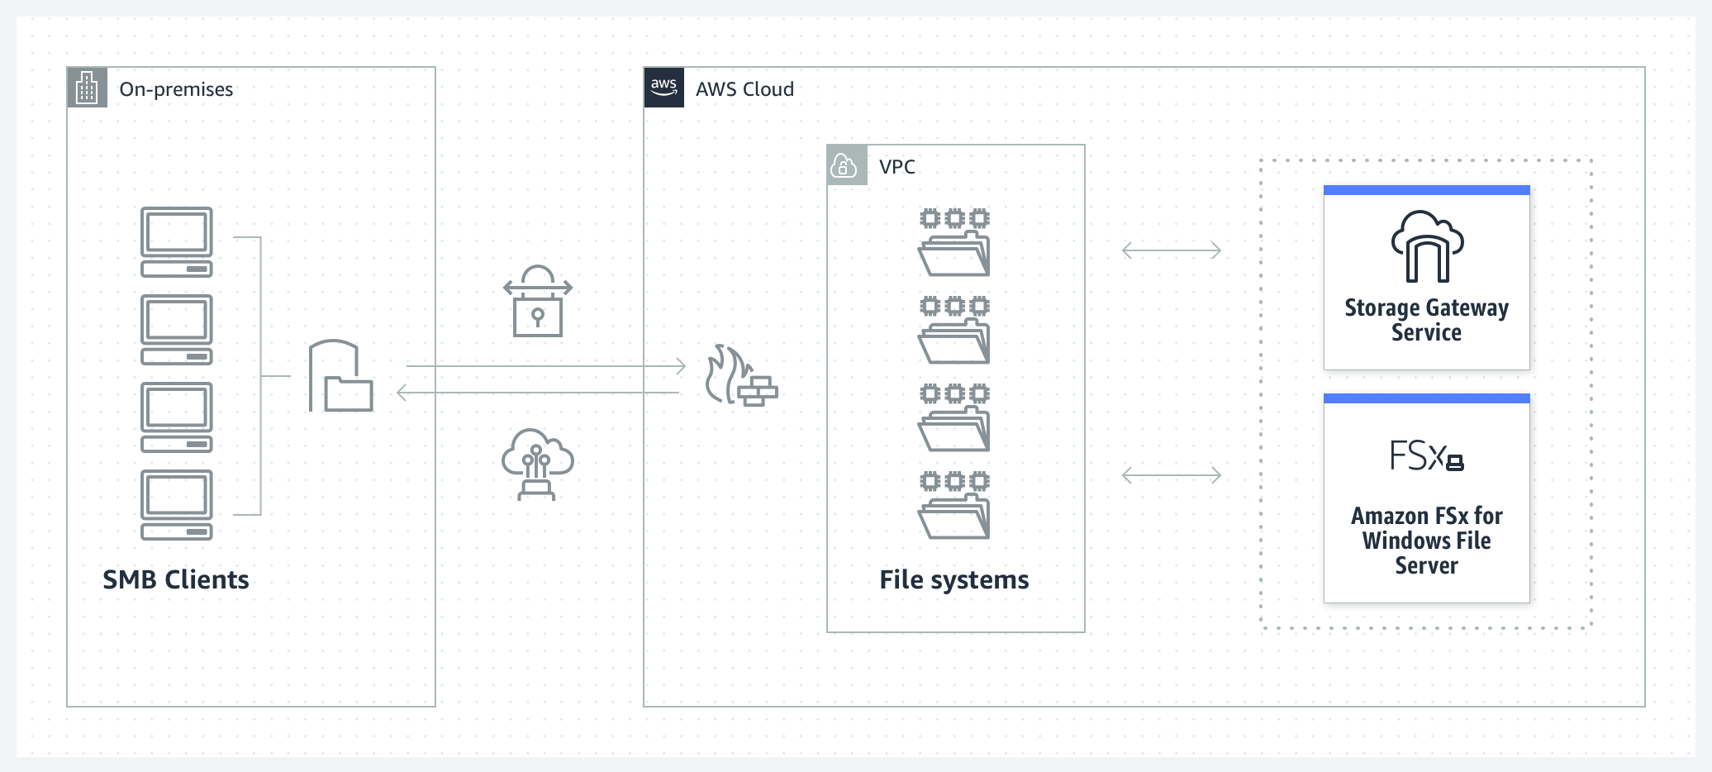 On-premises
SMB Clients
aws
AWS Cloud
VPC
File systems
Storage Gateway
Service
FSx
Amazon FSx for
Windows File
Server